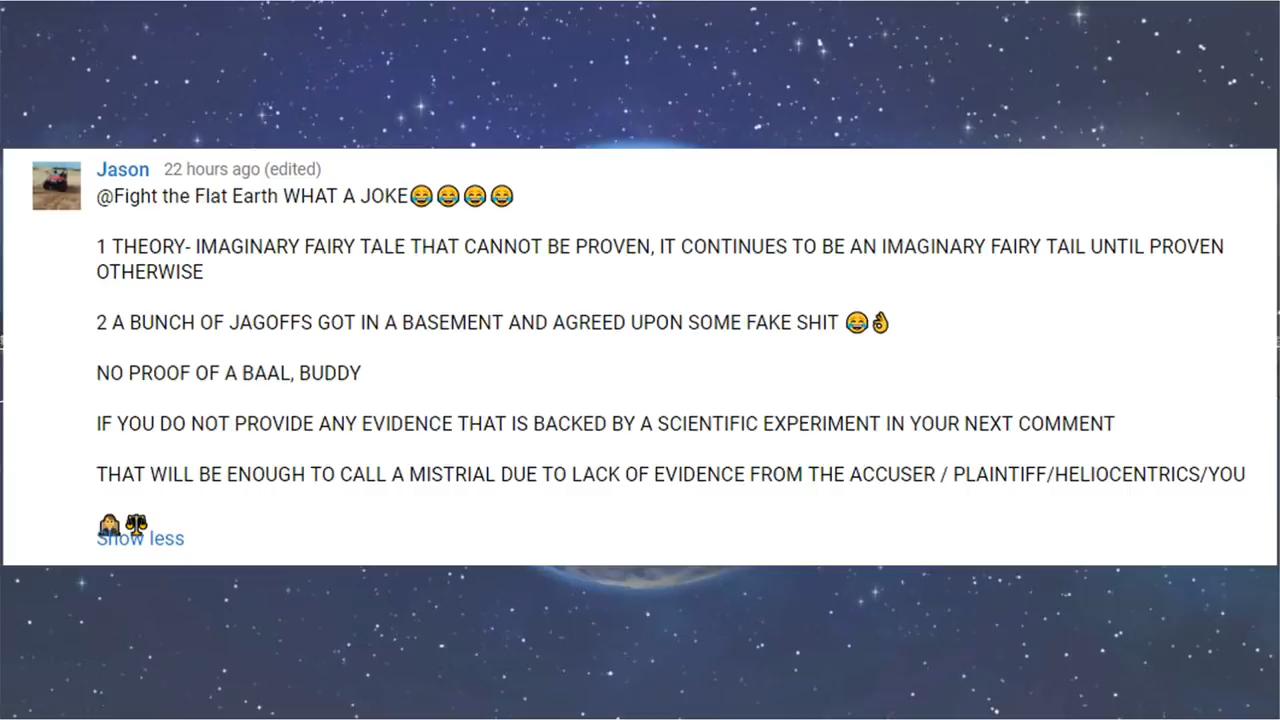 Jason 22 hours ago (edited)
@Fight the Flat Earth WHAT A JOKE😂😂😂😂
1 THEORY- IMAGINARY FAIRY TALE THAT CANNOT BE PROVEN, IT CONTINUES TO BE AN IMAGINARY FAIRY TAIL UNTIL PROVEN
OTHERWISE
2 A BUNCH OF JAGOFFS GOT IN A BASEMENT AND AGREED UPON SOME FAKE SHIT 😂👌
NO PROOF OF A BAAL, BUDDY
IF YOU DO NOT PROVIDE ANY EVIDENCE THAT IS BACKED BY A SCIENTIFIC EXPERIMENT IN YOUR NEXT COMMENT
THAT WILL BE ENOUGH TO CALL A MISTRIAL DUE TO LACK OF EVIDENCE FROM THE ACCUSER / PLAINTIFF/HELIOCENTRICS/YOU
Show less